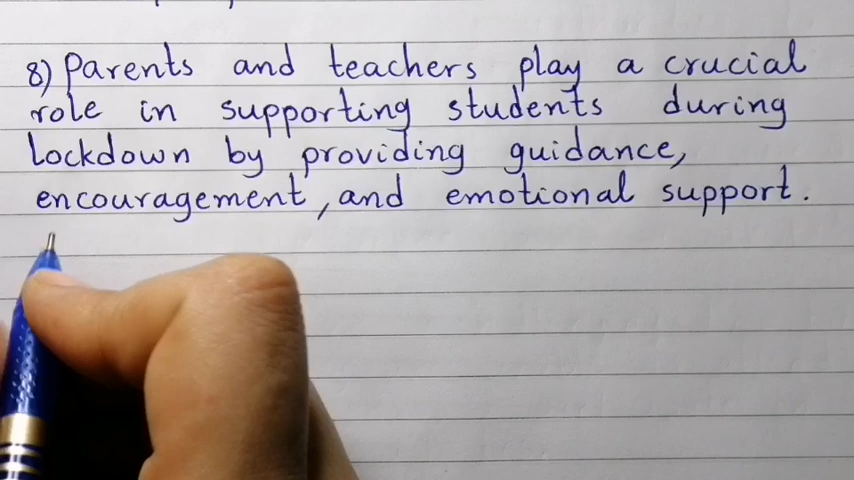 8) Parents and teachers play a crucial
role in supporting students during
lockdown by providing guidance,
encouragement, and emotional support.